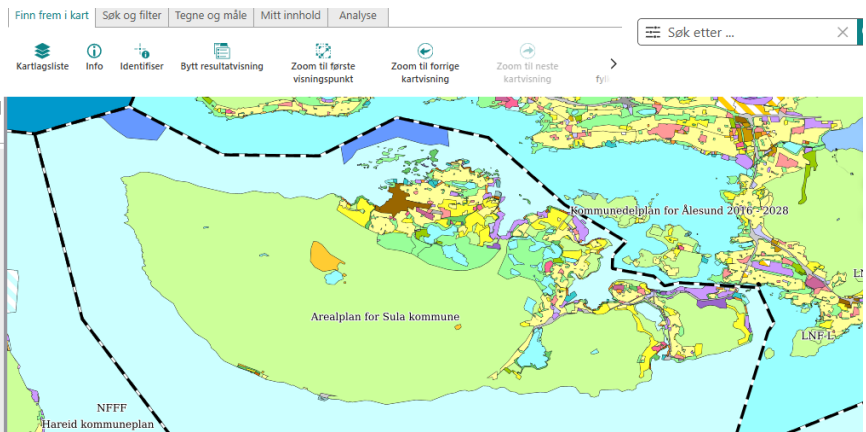 Finn frem i kart
Søk og filter
Tegne og måle
Mitt innhold
Analyse
Søk etter ...
Kartlagsliste
Info
Identifiser
Bytt resultatvisning
Zoom til første
visningspunkt
Zoom til forrige
kartvisning
Zoom til neste
kartvisning
Kommunedelplan for Ålesund 2016 - 2028
Arealplan for Sula kommune
LNF-L
NFFF
Hareid kommuneplan